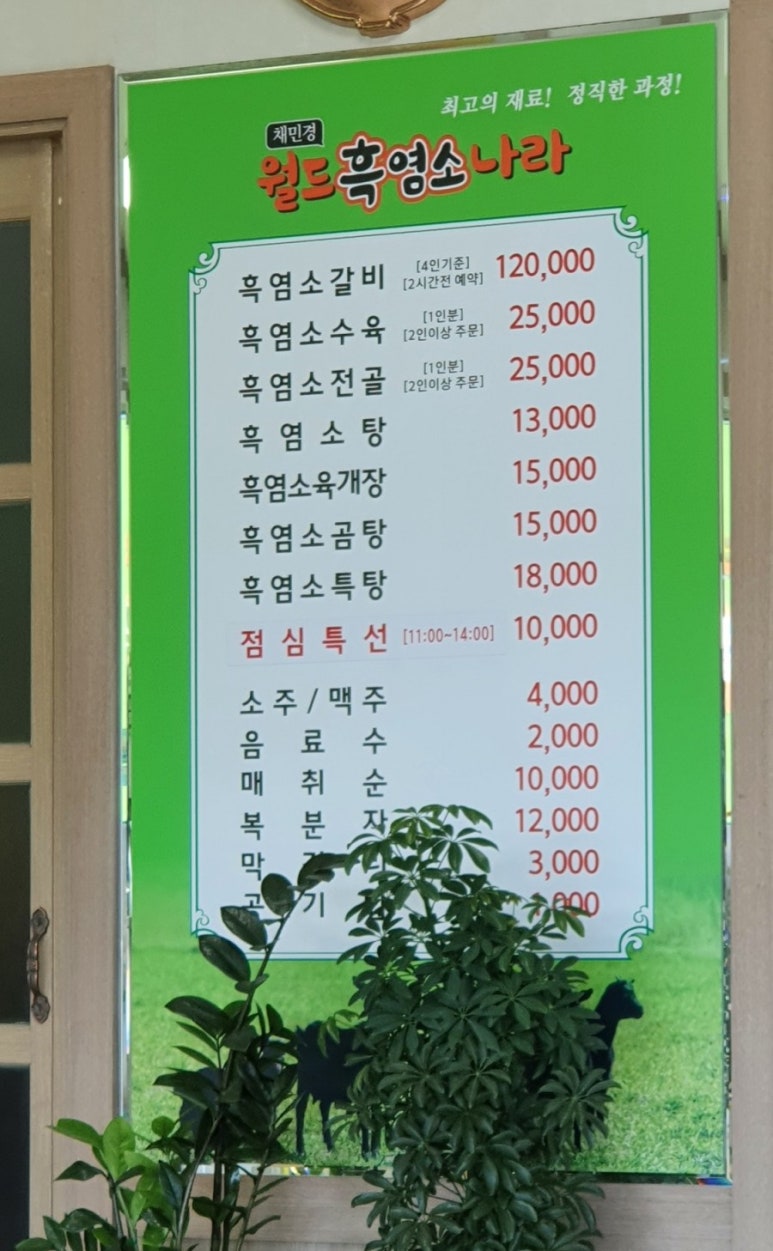 최고의 재료! 정직한 과정!
채민경
월드흑염소나라
흑염소갈비 [4인기준] [2시간전 예약] 120,000
흑염소수육 [1인분] [2인이상 주문] 25,000
흑염소전골 [1인분] [2인이상 주문] 25,000
흑염소탕 13,000
흑염소육개장 15,000
흑염소곰탕 15,000
흑염소특탕 18,000
점심특선 [11:00~14:00] 10,000
소주/맥주 4,000
음료수 2,000
매취순 10,000
복분자 12,000
3,000